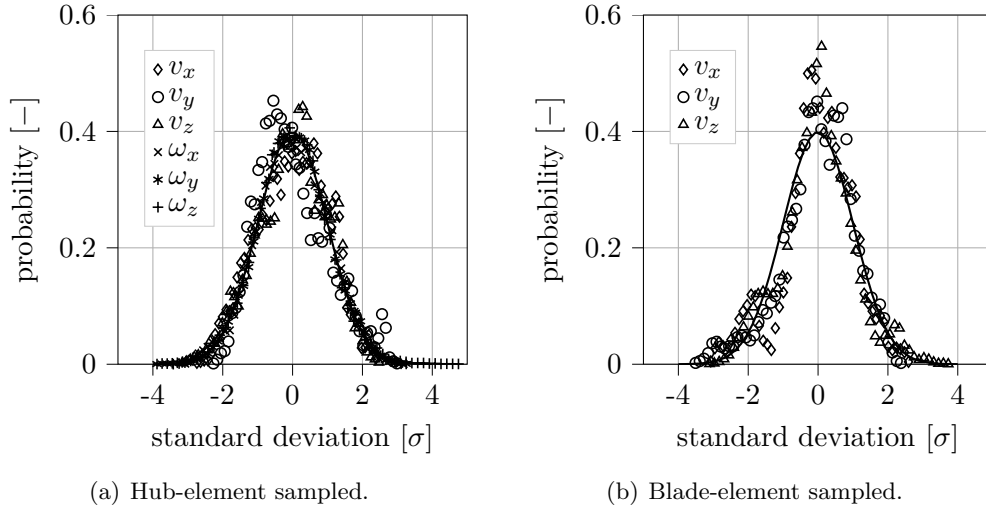 0.6
0.4
0.2
0
probability [−]
v_x
v_y
v_z
ω_x
ω_y
ω_z
-4 -2 0 2 4
standard deviation [σ]
(a) Hub-element sampled.
0.6
0.4
0.2
0
probability [−]
v_x
v_y
v_z
-4 -2 0 2 4
standard deviation [σ]
(b) Blade-element sampled.